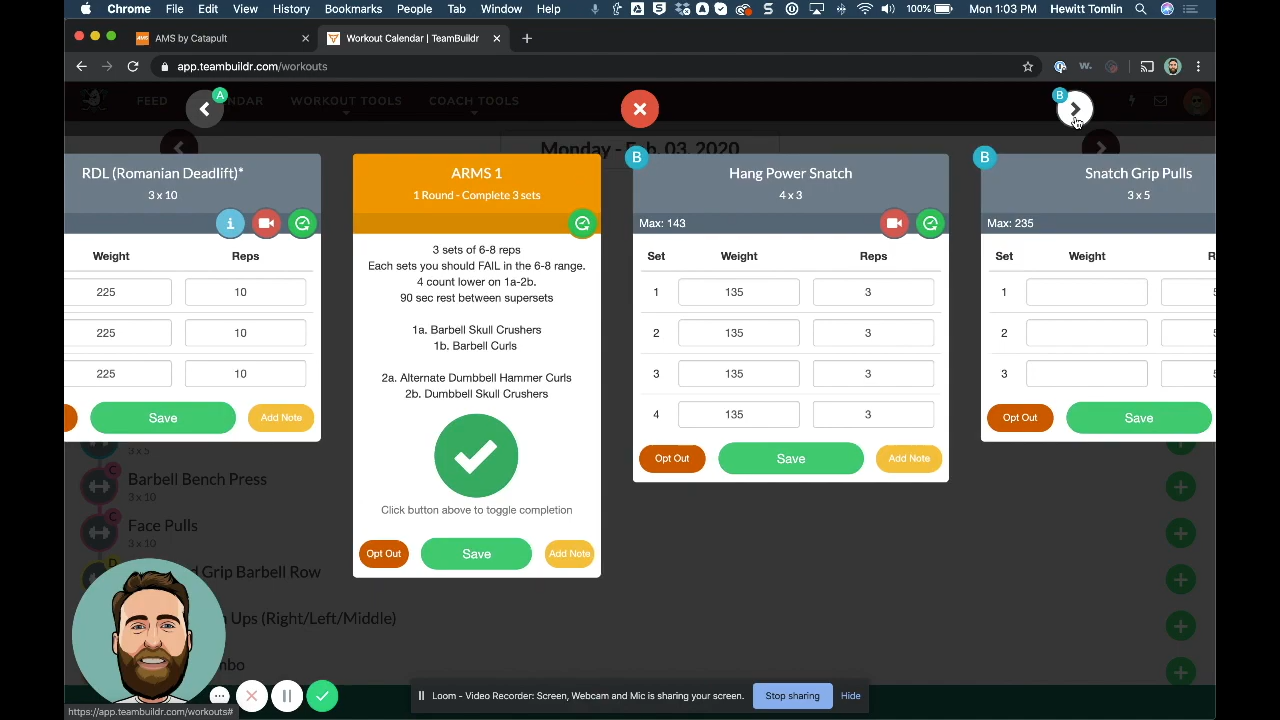 Chrome File Edit View History Bookmarks People Tab Window Help 100% Mon 1:03 PM Hewitt Tomlin
AMS by Catapult
Workout Calendar | TeamBuildr
app.teambuildr.com/workouts
FEED
NDAR
WORKOUT TOOLS
COACH TOOLS
A
B
Monday - Feb. 03, 2020
RDL (Romanian Deadlift)*
3 x 10
Weight Reps
225 10
225 10
225 10
Save
Add Note
ARMS 1
1 Round - Complete 3 sets
3 sets of 6-8 reps
Each sets you should FAIL in the 6-8 range.
4 count lower on 1a-2b.
90 sec rest between supersets
1a. Barbell Skull Crushers
1b. Barbell Curls
2a. Alternate Dumbbell Hammer Curls
2b. Dumbbell Skull Crushers
Click button above to toggle completion
Opt Out
Save
Add Note
B
Hang Power Snatch
4 x 3
Max: 143
Set Weight Reps
1 135 3
2 135 3
3 135 3
4 135 3
Opt Out
Save
Add Note
B
Snatch Grip Pulls
3 x 5
Max: 235
Set Weight R
1
2
3
Opt Out
Save
3 x 5
C
Barbell Bench Press
3 x 10
C
Face Pulls
3 x 10
D
d Grip Barbell Row
Ups (Right/Left/Middle)
Loom - Video Recorder: Screen, Webcam and Mic is sharing your screen.
Stop sharing
Hide
https://app.teambuildr.com/workouts#